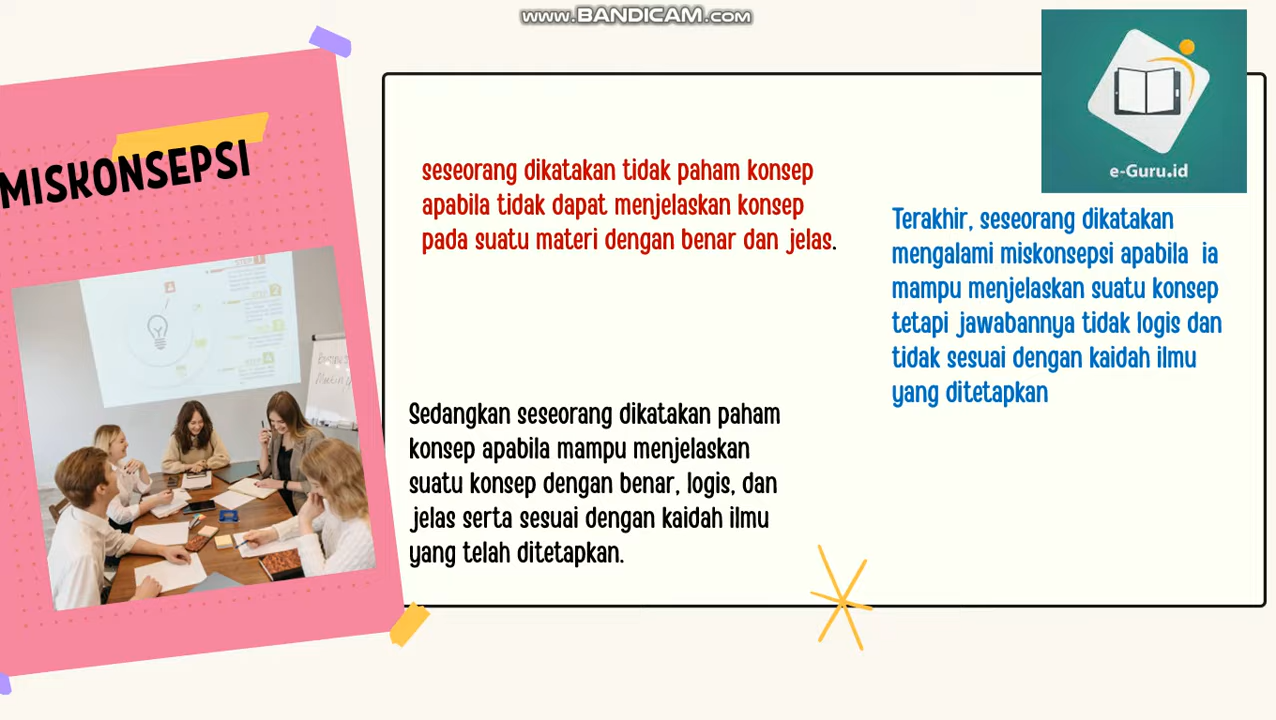 www.BANDICAM.com
MISKONSEPSI
seseorang dikatakan tidak paham konsep
apabila tidak dapat menjelaskan konsep
pada suatu materi dengan benar dan jelas.
Sedangkan seseorang dikatakan paham
konsep apabila mampu menjelaskan
suatu konsep dengan benar, logis, dan
jelas serta sesuai dengan kaidah ilmu
yang telah ditetapkan.
e-Guru.id
Terakhir, seseorang dikatakan
mengalami miskonsepsi apabila ia
mampu menjelaskan suatu konsep
tetapi jawabannya tidak logis dan
tidak sesuai dengan kaidah ilmu
yang ditetapkan